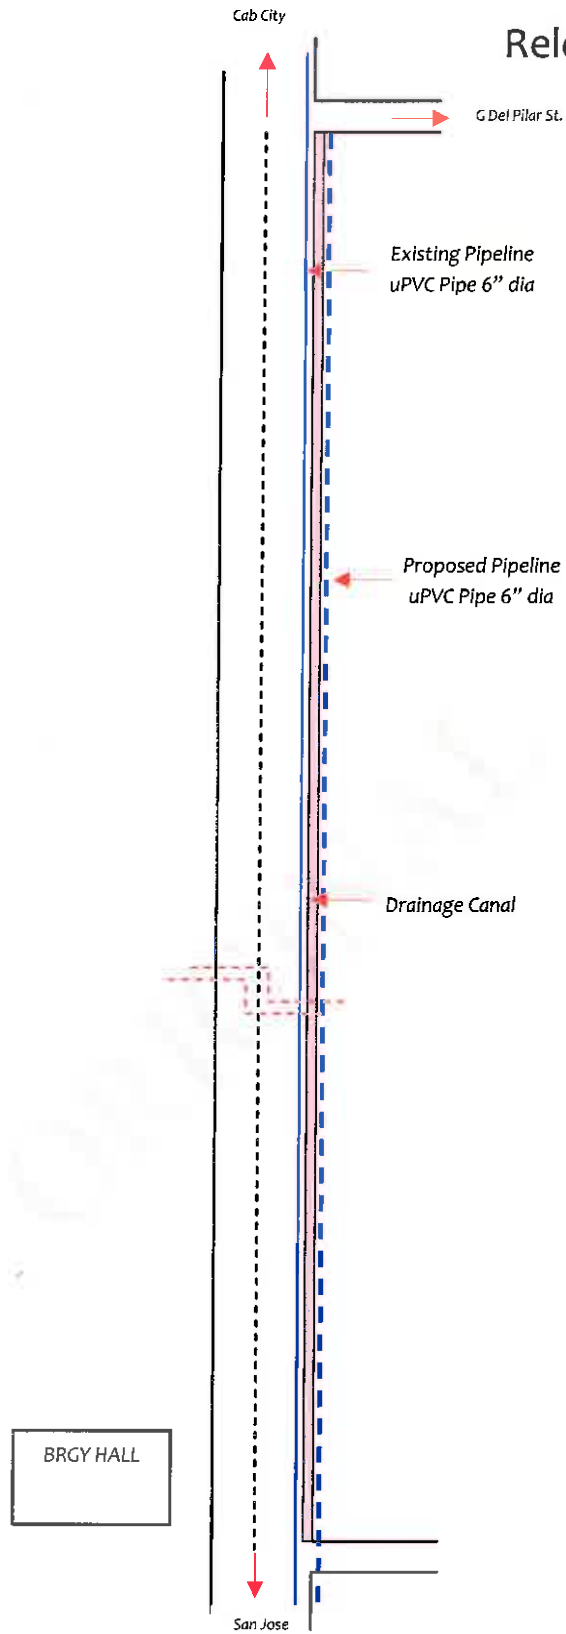 Cab City
G Del Pilar St.
Existing Pipeline
uPVC Pipe 6” dia
Proposed Pipeline
uPVC Pipe 6” dia
Drainage Canal
BRGY HALL
San Jose